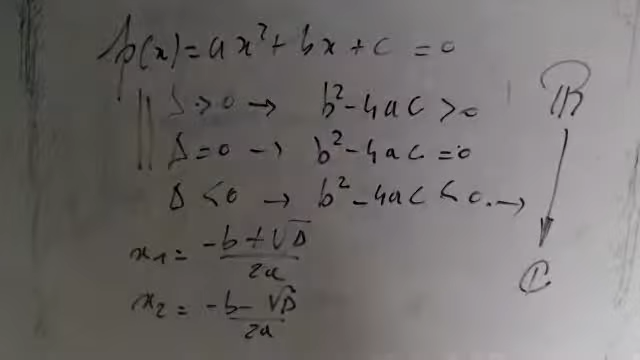 p(x) = ax² + bx + c = 0
Δ > 0 → b² - 4ac > 0
Δ = 0 → b² - 4ac = 0
Δ < 0 → b² - 4ac < 0 →
x₁ = (-b + √Δ) / 2a
x₂ = (-b - √Δ) / 2a
ℝ
ℂ